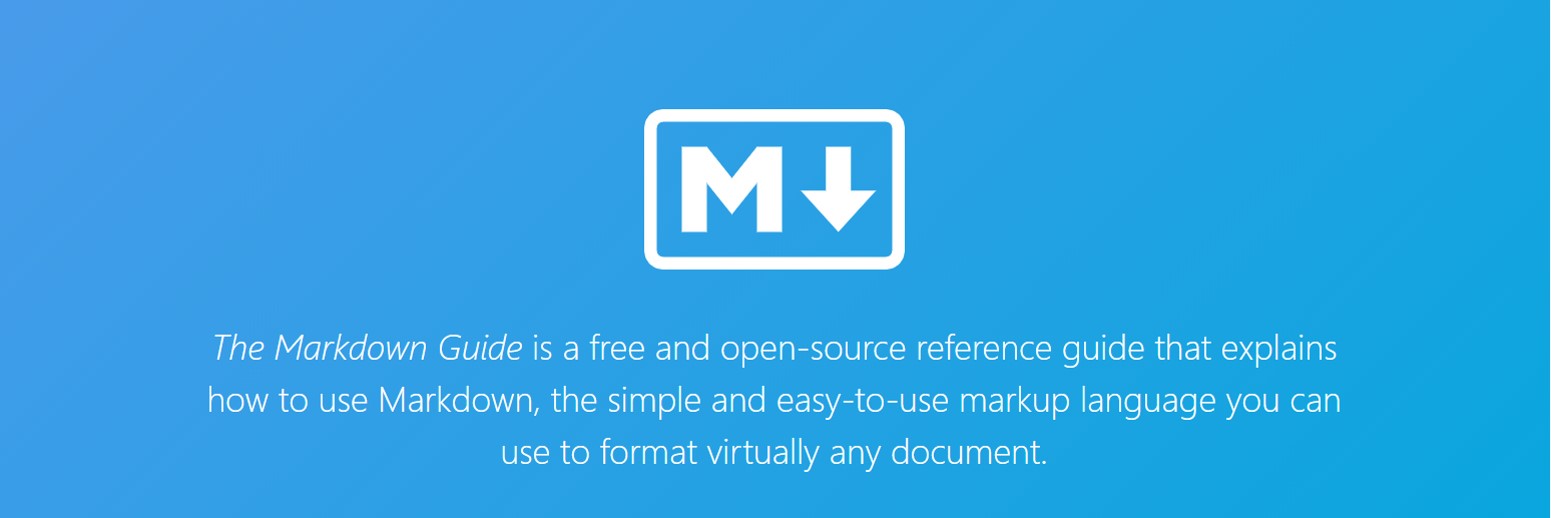 M
The Markdown Guide is a free and open-source reference guide that explains
how to use Markdown, the simple and easy-to-use markup language you can
use to format virtually any document.